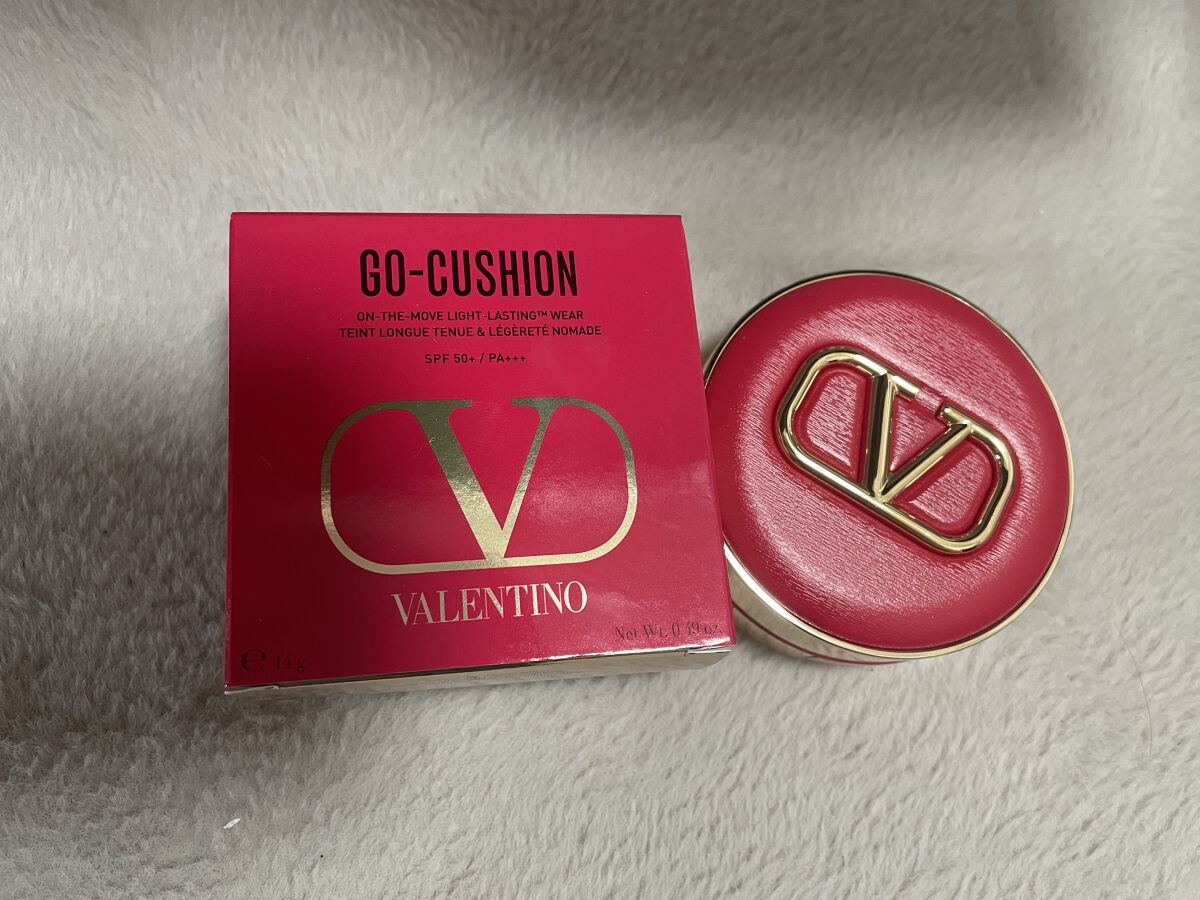 GO-CUSHION
ON-THE-MOVE LIGHT-LASTING™ WEAR
TEINT LONGUE TENUE & LÉGÈRETÉ NOMADE
SPF 50+ / PA+++
V
VALENTINO
Net Wt. 0.49 oz.
℮ 14 g
V